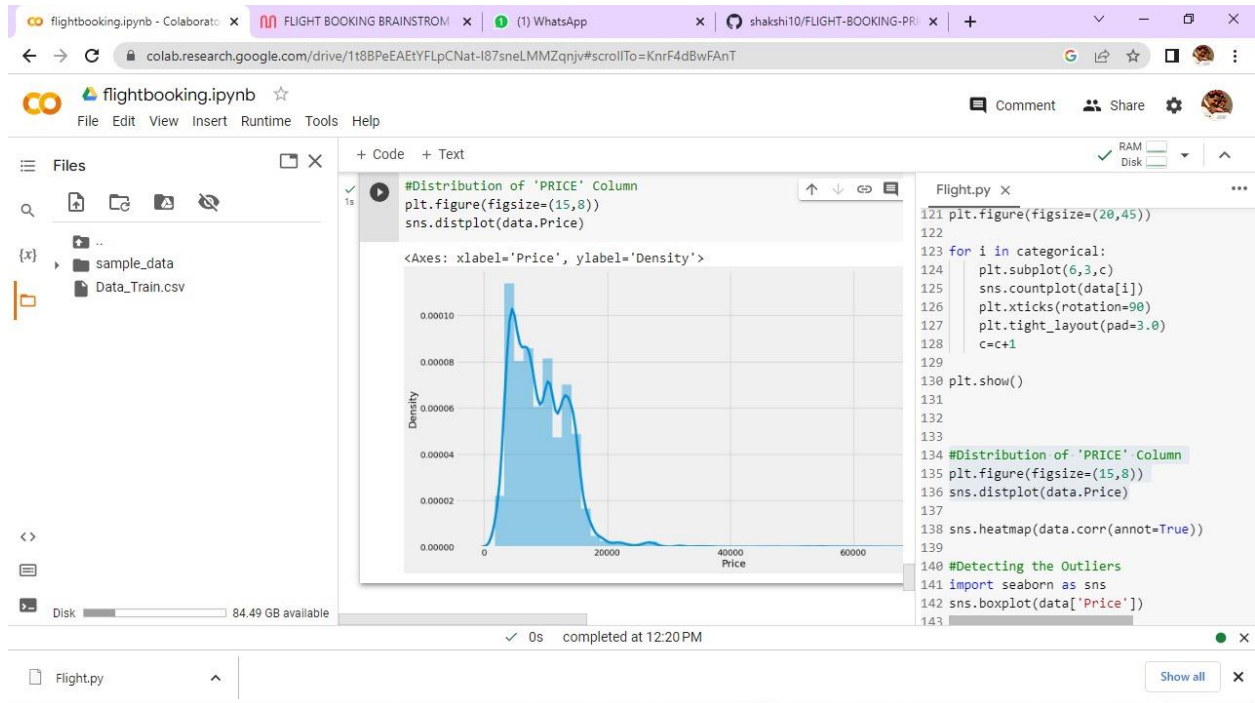 flightbooking.ipynb - Colaborato
FLIGHT BOOKING BRAINSTROM
(1) WhatsApp
shakshi10/FLIGHT-BOOKING-PR
colab.research.google.com/drive/1t8BPeEAEtYFLpCNat-I87sneLMMZqnjv#scrollTo=KnrF4dBwFAnT
flightbooking.ipynb
File Edit View Insert Runtime Tools Help
Comment Share
Files
+ Code + Text
RAM
Disk
..
sample_data
Data_Train.csv
{x}
<>
Disk 84.49 GB available
1s
#Distribution of 'PRICE' Column
plt.figure(figsize=(15,8))
sns.distplot(data.Price)
<Axes: xlabel='Price', ylabel='Density'>
0.00010
0.00008
0.00006
0.00004
0.00002
0.00000
Density
0 20000 40000 60000
Price
Flight.py
121 plt.figure(figsize=(20,45))
122
123 for i in categorical:
124 plt.subplot(6,3,c)
125 sns.countplot(data[i])
126 plt.xticks(rotation=90)
127 plt.tight_layout(pad=3.0)
128 c=c+1
129
130 plt.show()
131
132
133
134 #Distribution of 'PRICE' Column
135 plt.figure(figsize=(15,8))
136 sns.distplot(data.Price)
137
138 sns.heatmap(data.corr(annot=True))
139
140 #Detecting the Outliers
141 import seaborn as sns
142 sns.boxplot(data['Price'])
143
0s completed at 12:20 PM
Flight.py
Show all